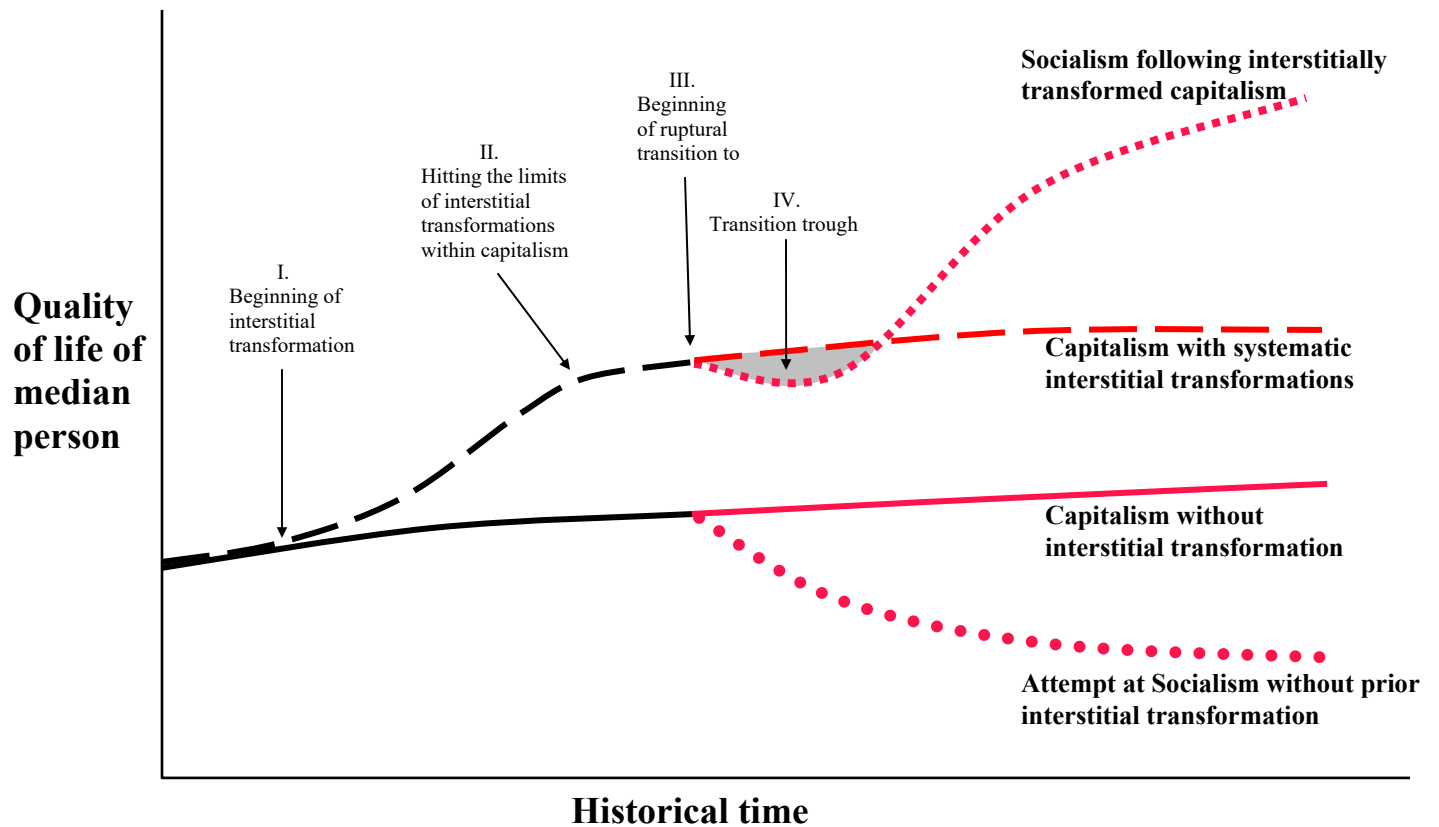 Socialism following interstitially
transformed capitalism
III.
Beginning
of ruptural
transition to
II.
Hitting the limits
of interstitial
transformations
within capitalism
IV.
Transition trough
I.
Beginning of
interstitial
transformation
Quality
of life of
median
person
Capitalism with systematic
interstitial transformations
Capitalism without
interstitial transformation
Attempt at Socialism without prior
interstitial transformation
Historical time